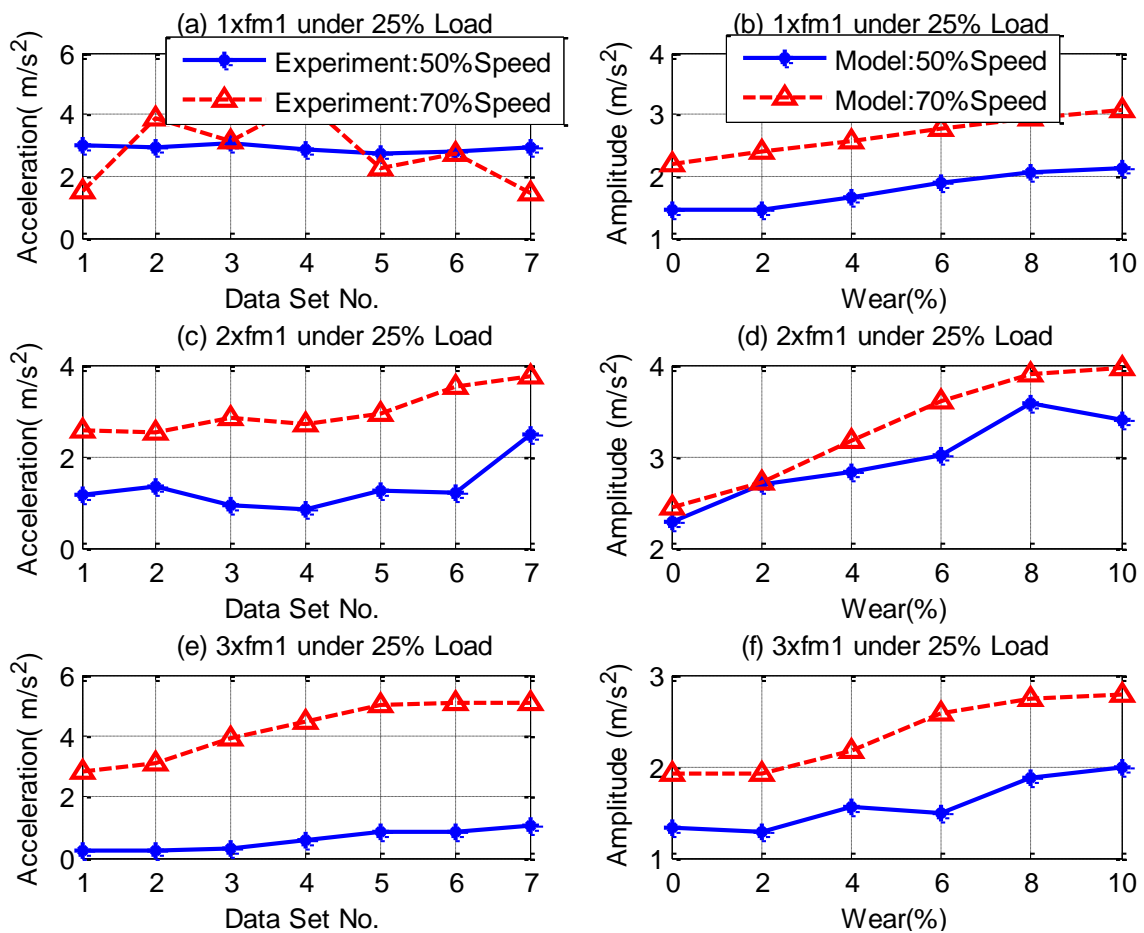 (a) 1xfm1 under 25% Load
Acceleration( m/s²)
6
4
2
0
Experiment:50%Speed
Experiment:70%Speed
1 2 3 4 5 6 7
Data Set No.
(b) 1xfm1 under 25% Load
Amplitude (m/s²)
4
3
2
1
Model:50%Speed
Model:70%Speed
0 2 4 6 8 10
Wear(%)
(c) 2xfm1 under 25% Load
Acceleration( m/s²)
4
2
0
1 2 3 4 5 6 7
Data Set No.
(d) 2xfm1 under 25% Load
Amplitude (m/s²)
4
3
2
0 2 4 6 8 10
Wear(%)
(e) 3xfm1 under 25% Load
Acceleration( m/s²)
6
4
2
0
1 2 3 4 5 6 7
Data Set No.
(f) 3xfm1 under 25% Load
Amplitude (m/s²)
3
2
1
0 2 4 6 8 10
Wear(%)